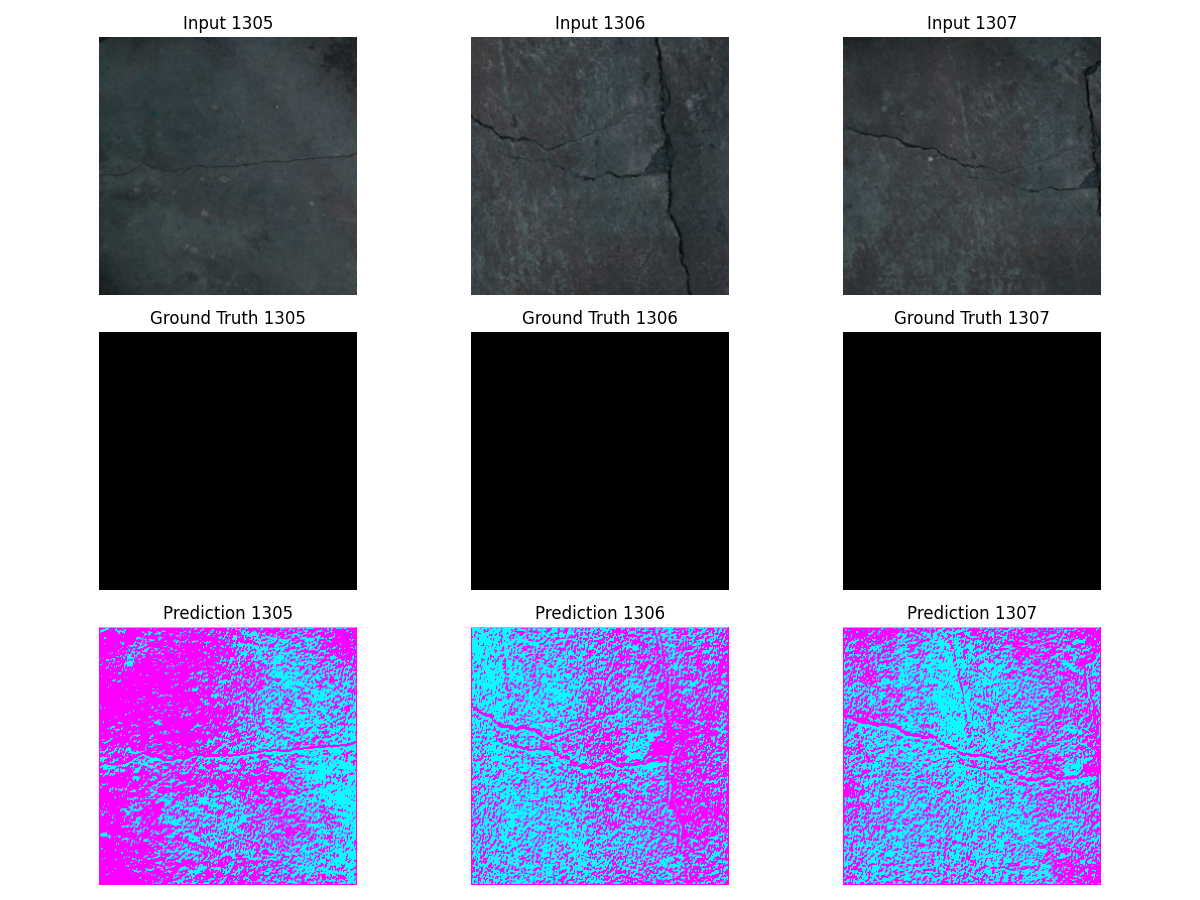 Input 1305
Input 1306
Input 1307
Ground Truth 1305
Ground Truth 1306
Ground Truth 1307
Prediction 1305
Prediction 1306
Prediction 1307